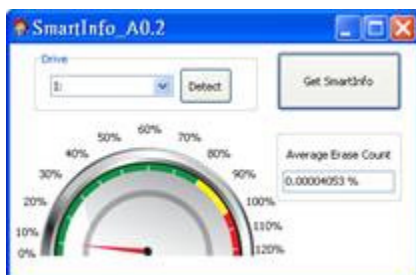 SmartInfo_A0.2
Drive
I:
Detect
Get SmartInfo
Average Erase Count
0.00004053 %
0%
10%
20%
30%
40%
50%
60%
70%
80%
90%
100%
110%
120%